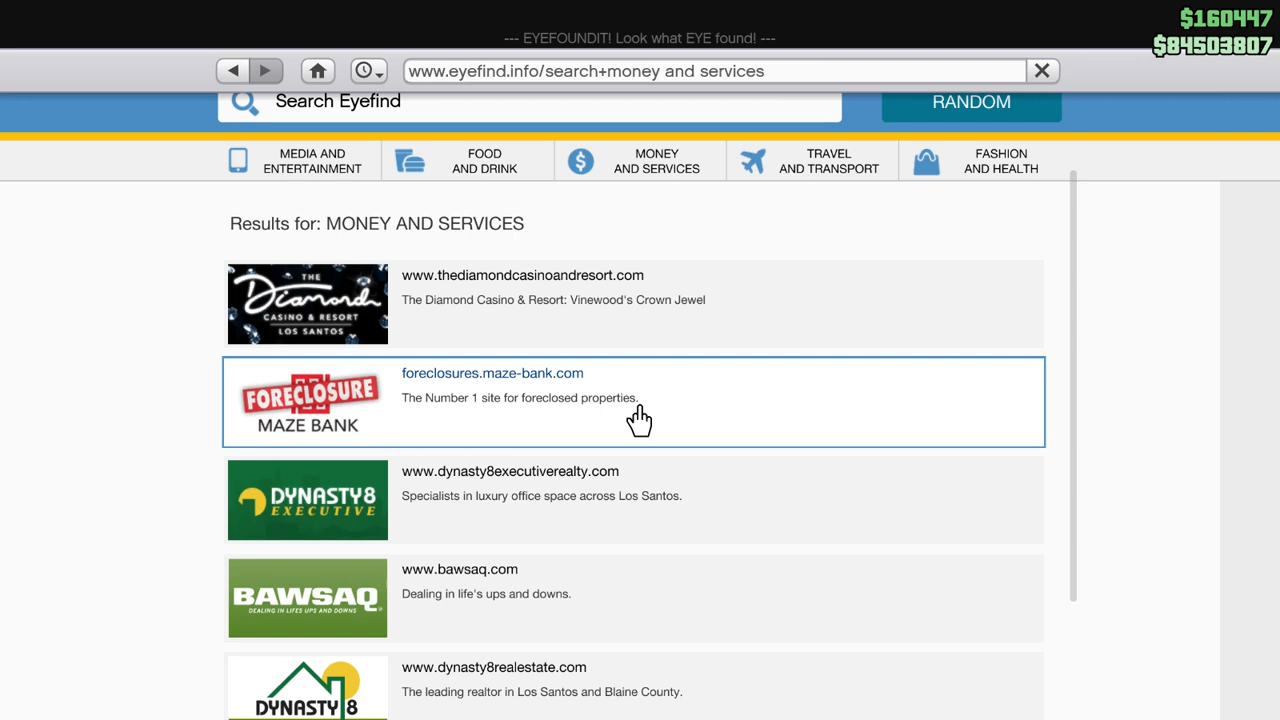 $160447
$84503807
--- EYEFOUNDIT! Look what EYE found! ---
www.eyefind.info/search+money and services
Search Eyefind
RANDOM
MEDIA AND
ENTERTAINMENT
FOOD
AND DRINK
MONEY
AND SERVICES
TRAVEL
AND TRANSPORT
FASHION
AND HEALTH
Results for: MONEY AND SERVICES
THE
Diamond
CASINO & RESORT
LOS SANTOS
www.thediamondcasinoandresort.com
The Diamond Casino & Resort: Vinewood's Crown Jewel
FORECLOSURE
MAZE BANK
foreclosures.maze-bank.com
The Number 1 site for foreclosed properties.
DYNASTY 8
EXECUTIVE
www.dynasty8executiverealty.com
Specialists in luxury office space across Los Santos.
BAWSAQ
DEALING IN LIFES UPS AND DOWNS
www.bawsaq.com
Dealing in life's ups and downs.
DYNASTY 8
www.dynasty8realestate.com
The leading realtor in Los Santos and Blaine County.